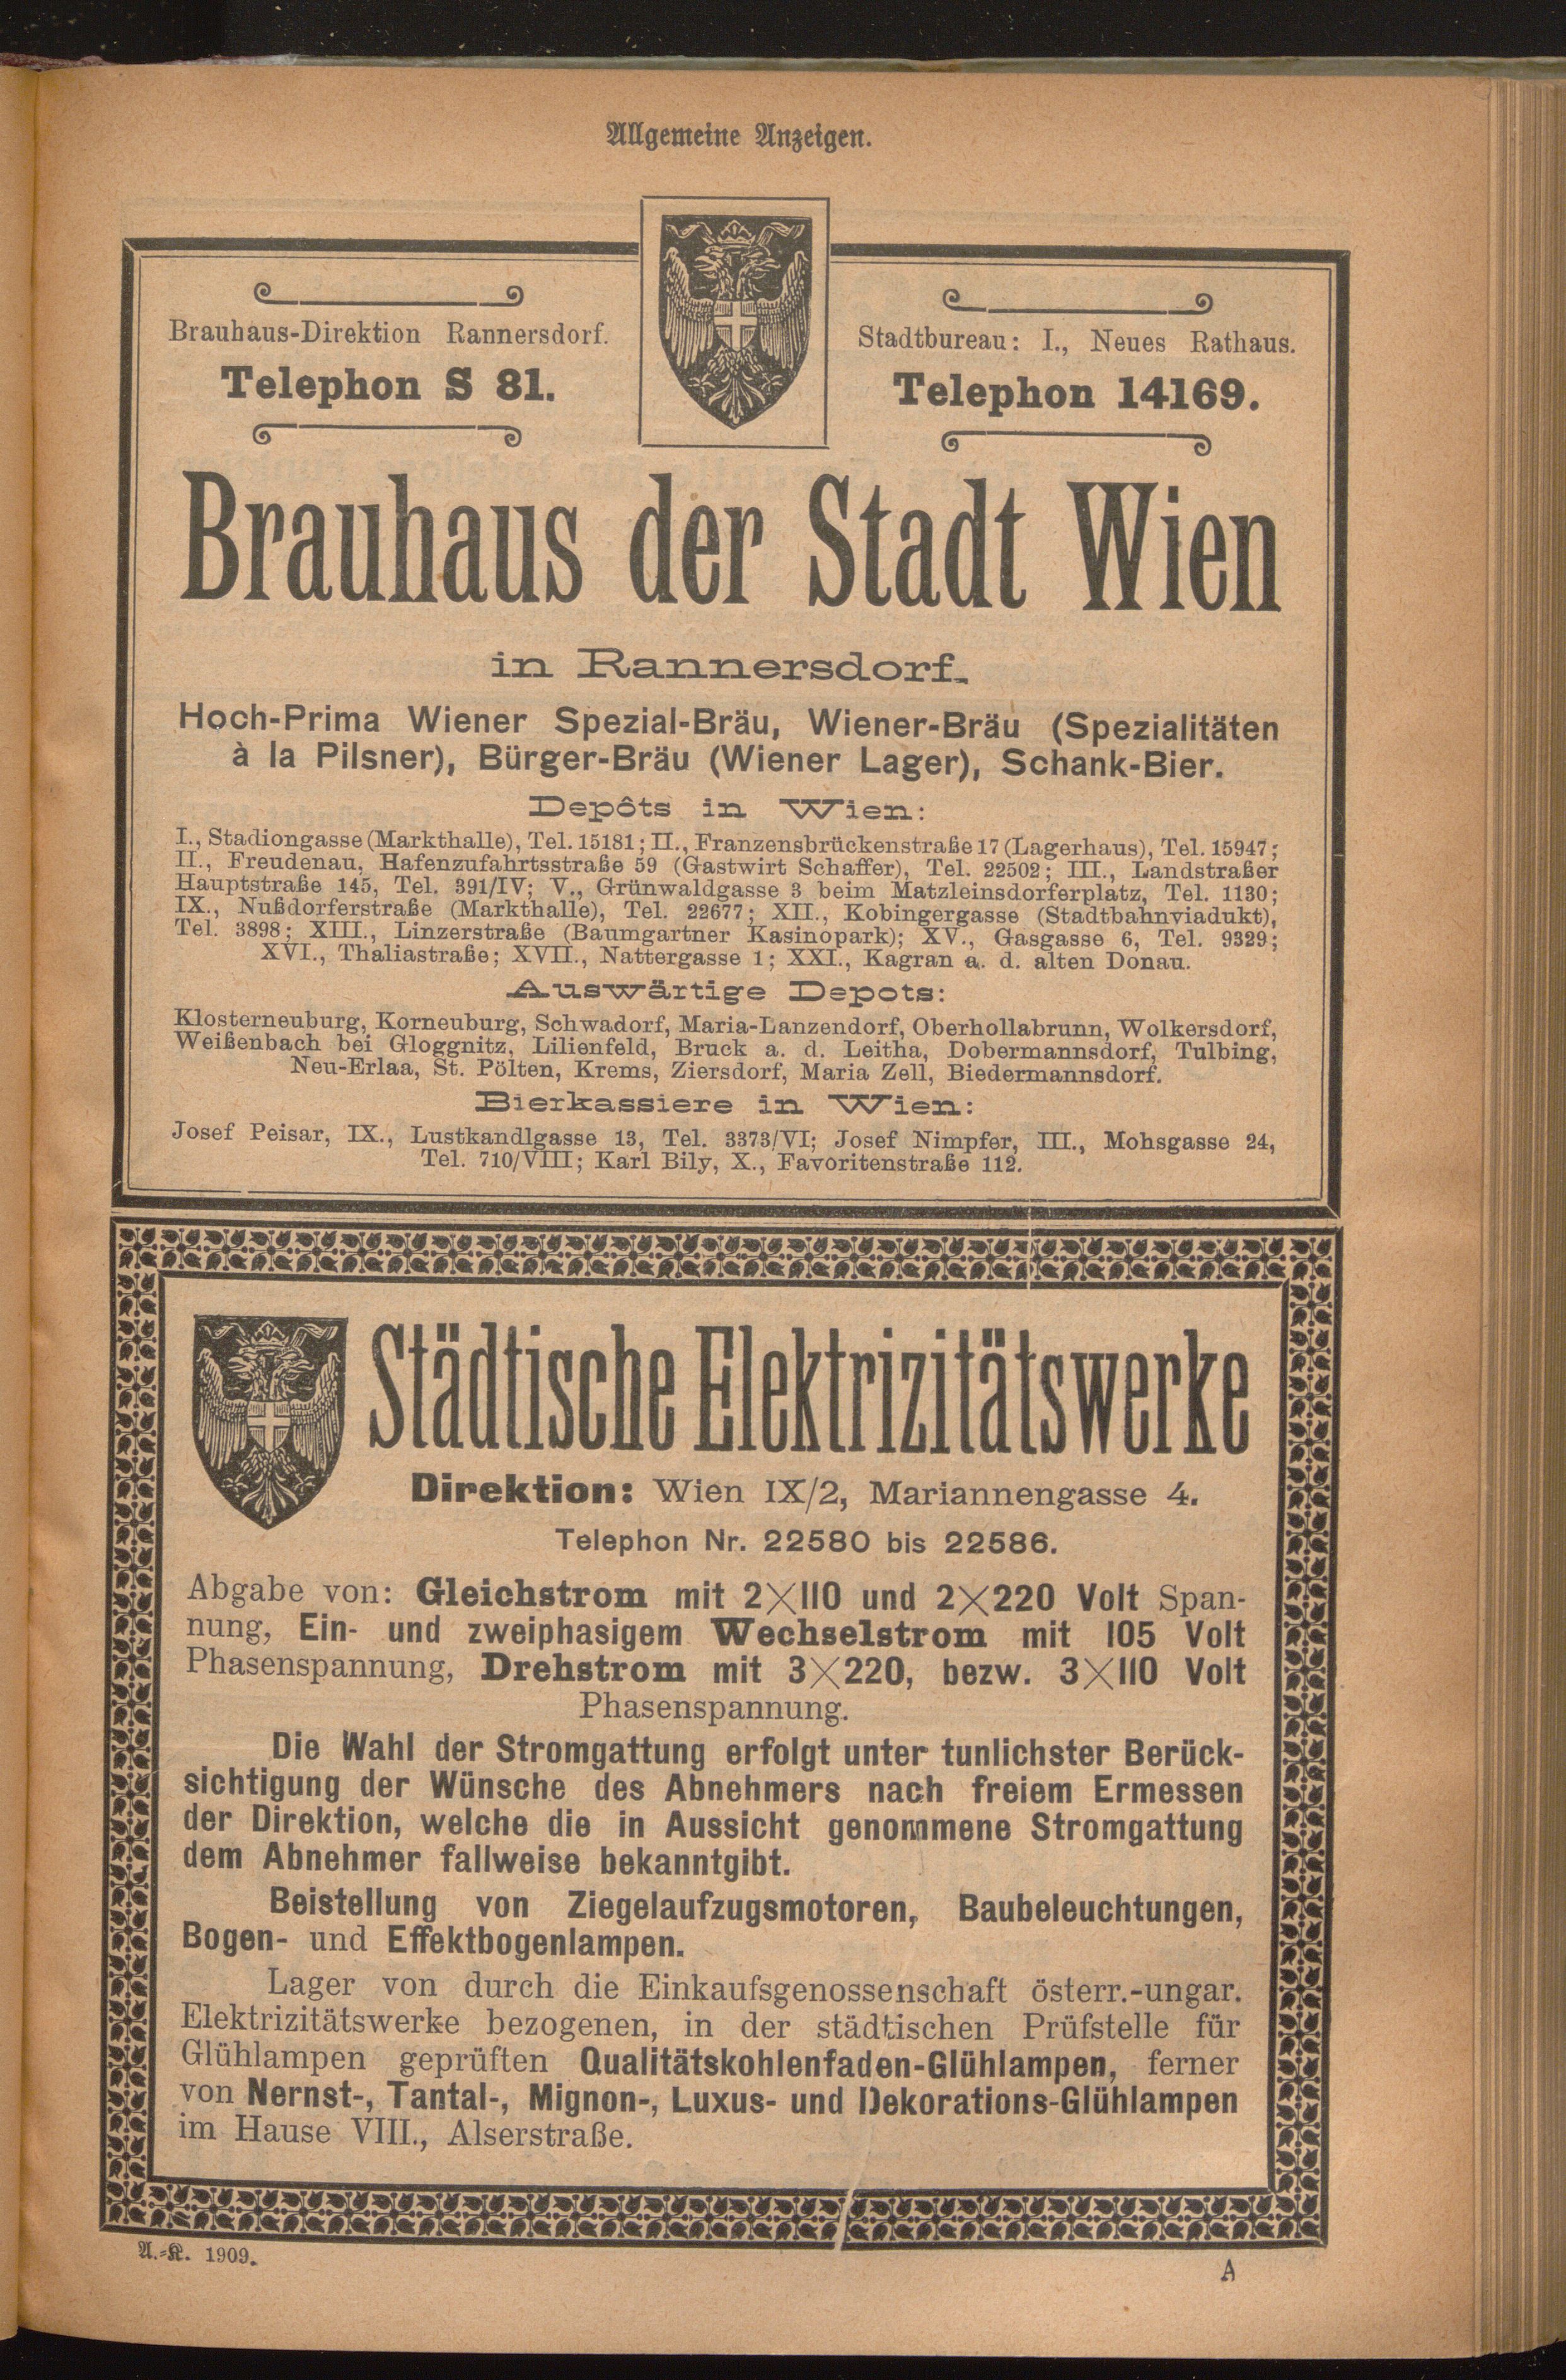 Allgemeine Anzeigen.
Brauhaus-Direktion Rannersdorf.
Telephon S 81.
Stadtbureau: I., Neues Rathaus.
Telephon 14169.
Brauhaus der Stadt Wien
in Rannersdorf.
Hoch-Prima Wiener Spezial-Bräu, Wiener-Bräu (Spezialitäten
à la Pilsner), Bürger-Bräu (Wiener Lager), Schank-Bier.
Depôts in Wien:
I., Stadiongasse (Markthalle), Tel. 15181; II., Franzensbrückenstraße 17 (Lagerhaus), Tel. 15947;
II., Freudenau, Hafenzufahrtsstraße 59 (Gastwirt Schaffer), Tel. 22502; III., Landstraßer
Hauptstraße 145, Tel. 391/IV; V., Grünwaldgasse 3 beim Matzleinsdorferplatz, Tel. 1130;
IX., Nußdorferstraße (Markthalle), Tel. 22677; XII., Kobingergasse (Stadtbahnviadukt),
Tel. 3898; XIII., Linzerstraße (Baumgartner Kasinopark); XV., Gasgasse 6, Tel. 9329;
XVI., Thaliastraße; XVII., Nattergasse 1; XXI., Kagran a. d. alten Donau.
Auswärtige Depots:
Klosterneuburg, Korneuburg, Schwadorf, Maria-Lanzendorf, Oberhollabrunn, Wolkersdorf,
Weißenbach bei Gloggnitz, Lilienfeld, Bruck a. d. Leitha, Dobermannsdorf, Tulbing,
Neu-Erlaa, St. Pölten, Krems, Ziersdorf, Maria Zell, Biedermannsdorf.
Bierkassiere in Wien:
Josef Peisar, IX., Lustkandlgasse 13, Tel. 3373/VI; Josef Nimpfer, III., Mohsgasse 24,
Tel. 710/VIII; Karl Bily, X., Favoritenstraße 112.
Städtische Elektrizitätswerke
Direktion: Wien IX/2, Mariannengasse 4.
Telephon Nr. 22580 bis 22586.
Abgabe von: Gleichstrom mit 2×110 und 2×220 Volt Span-
nung, Ein- und zweiphasigem Wechselstrom mit 105 Volt
Phasenspannung, Drehstrom mit 3×220, bezw. 3×110 Volt
Phasenspannung.
Die Wahl der Stromgattung erfolgt unter tunlichster Berück-
sichtigung der Wünsche des Abnehmers nach freiem Ermessen
der Direktion, welche die in Aussicht genommene Stromgattung
dem Abnehmer fallweise bekanntgibt.
Beistellung von Ziegelaufzugsmotoren, Baubeleuchtungen,
Bogen- und Effektbogenlampen.
Lager von durch die Einkaufsgenossenschaft österr.-ungar.
Elektrizitätswerke bezogenen, in der städtischen Prüfstelle für
Glühlampen geprüften Qualitätskohlenfaden-Glühlampen, ferner
von Nernst-, Tantal-, Mignon-, Luxus- und Dekorations-Glühlampen
im Hause VIII., Alserstraße.
A.-K. 1909.
A